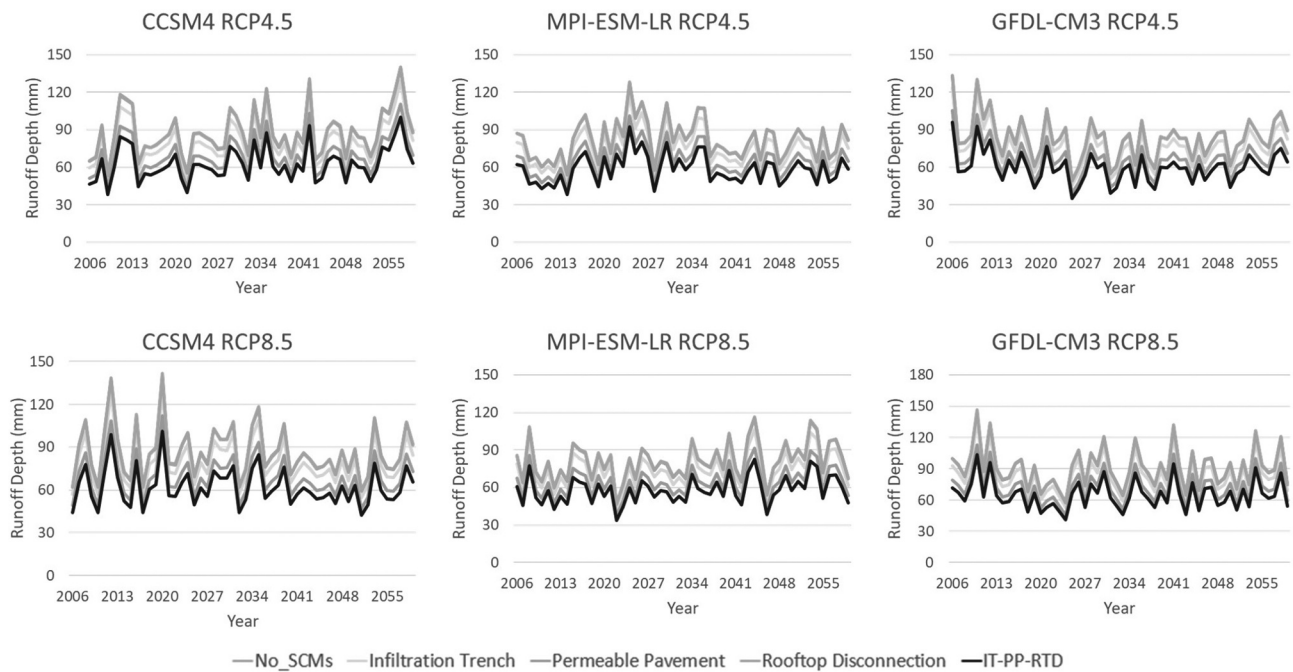 CCSM4 RCP4.5
150
120
90
60
30
0
Runoff Depth (mm)
2006 2013 2020 2027 2034 2041 2048 2055
Year
MPI-ESM-LR RCP4.5
150
120
90
60
30
0
Runoff Depth (mm)
2006 2013 2020 2027 2034 2041 2048 2055
Year
GFDL-CM3 RCP4.5
150
120
90
60
30
0
Runoff Depth (mm)
2006 2013 2020 2027 2034 2041 2048 2055
Year
CCSM4 RCP8.5
150
120
90
60
30
0
Runoff Depth (mm)
2006 2013 2020 2027 2034 2041 2048 2055
Year
MPI-ESM-LR RCP8.5
150
120
90
60
30
0
Runoff Depth (mm)
2006 2013 2020 2027 2034 2041 2048 2055
Year
GFDL-CM3 RCP8.5
180
150
120
90
60
30
0
Runoff Depth (mm)
2006 2013 2020 2027 2034 2041 2048 2055
Year
No_SCMs Infiltration Trench Permeable Pavement Rooftop Disconnection IT-PP-RTD